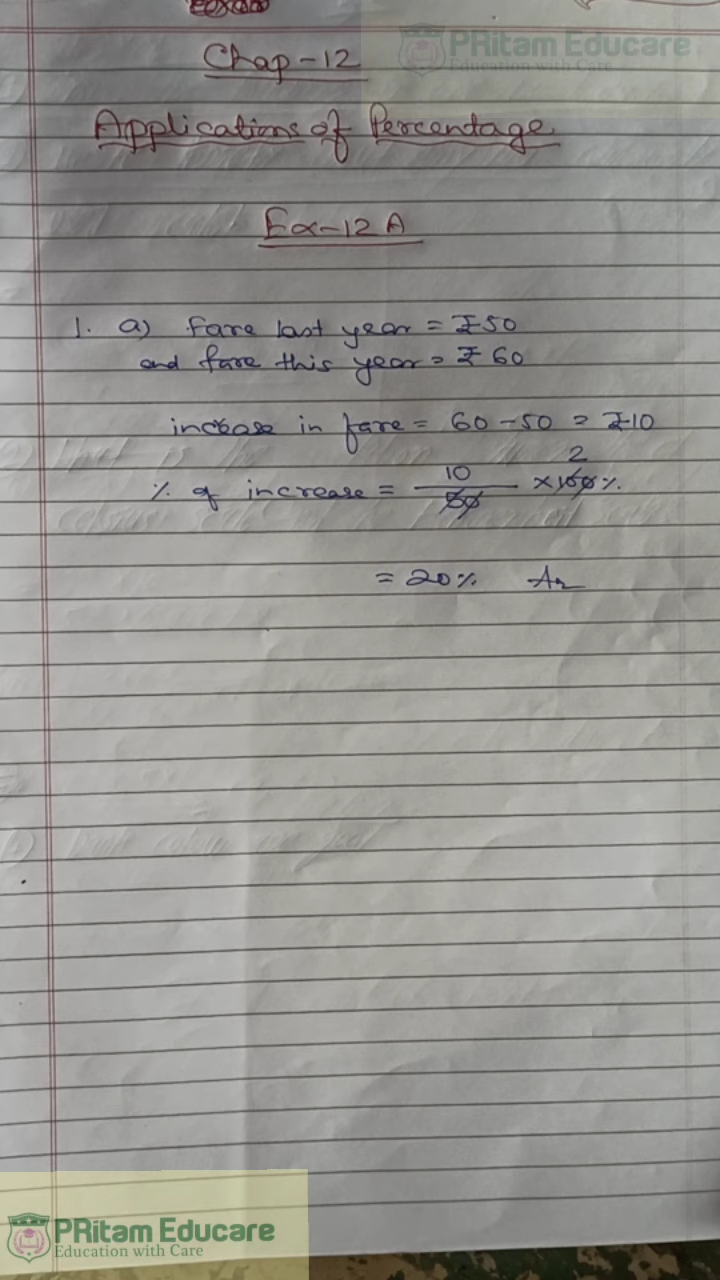 PRitam Educare
Education with Care
Chap-12
Applications of Percentage
Ex-12 A
1. a) Fare last year = ₹50
and fare this year = ₹ 60
increase in fare = 60 - 50 = ₹10
2
% of increase = 10/50 × 100 %.
= 20% An
PRitam Educare
Education with Care